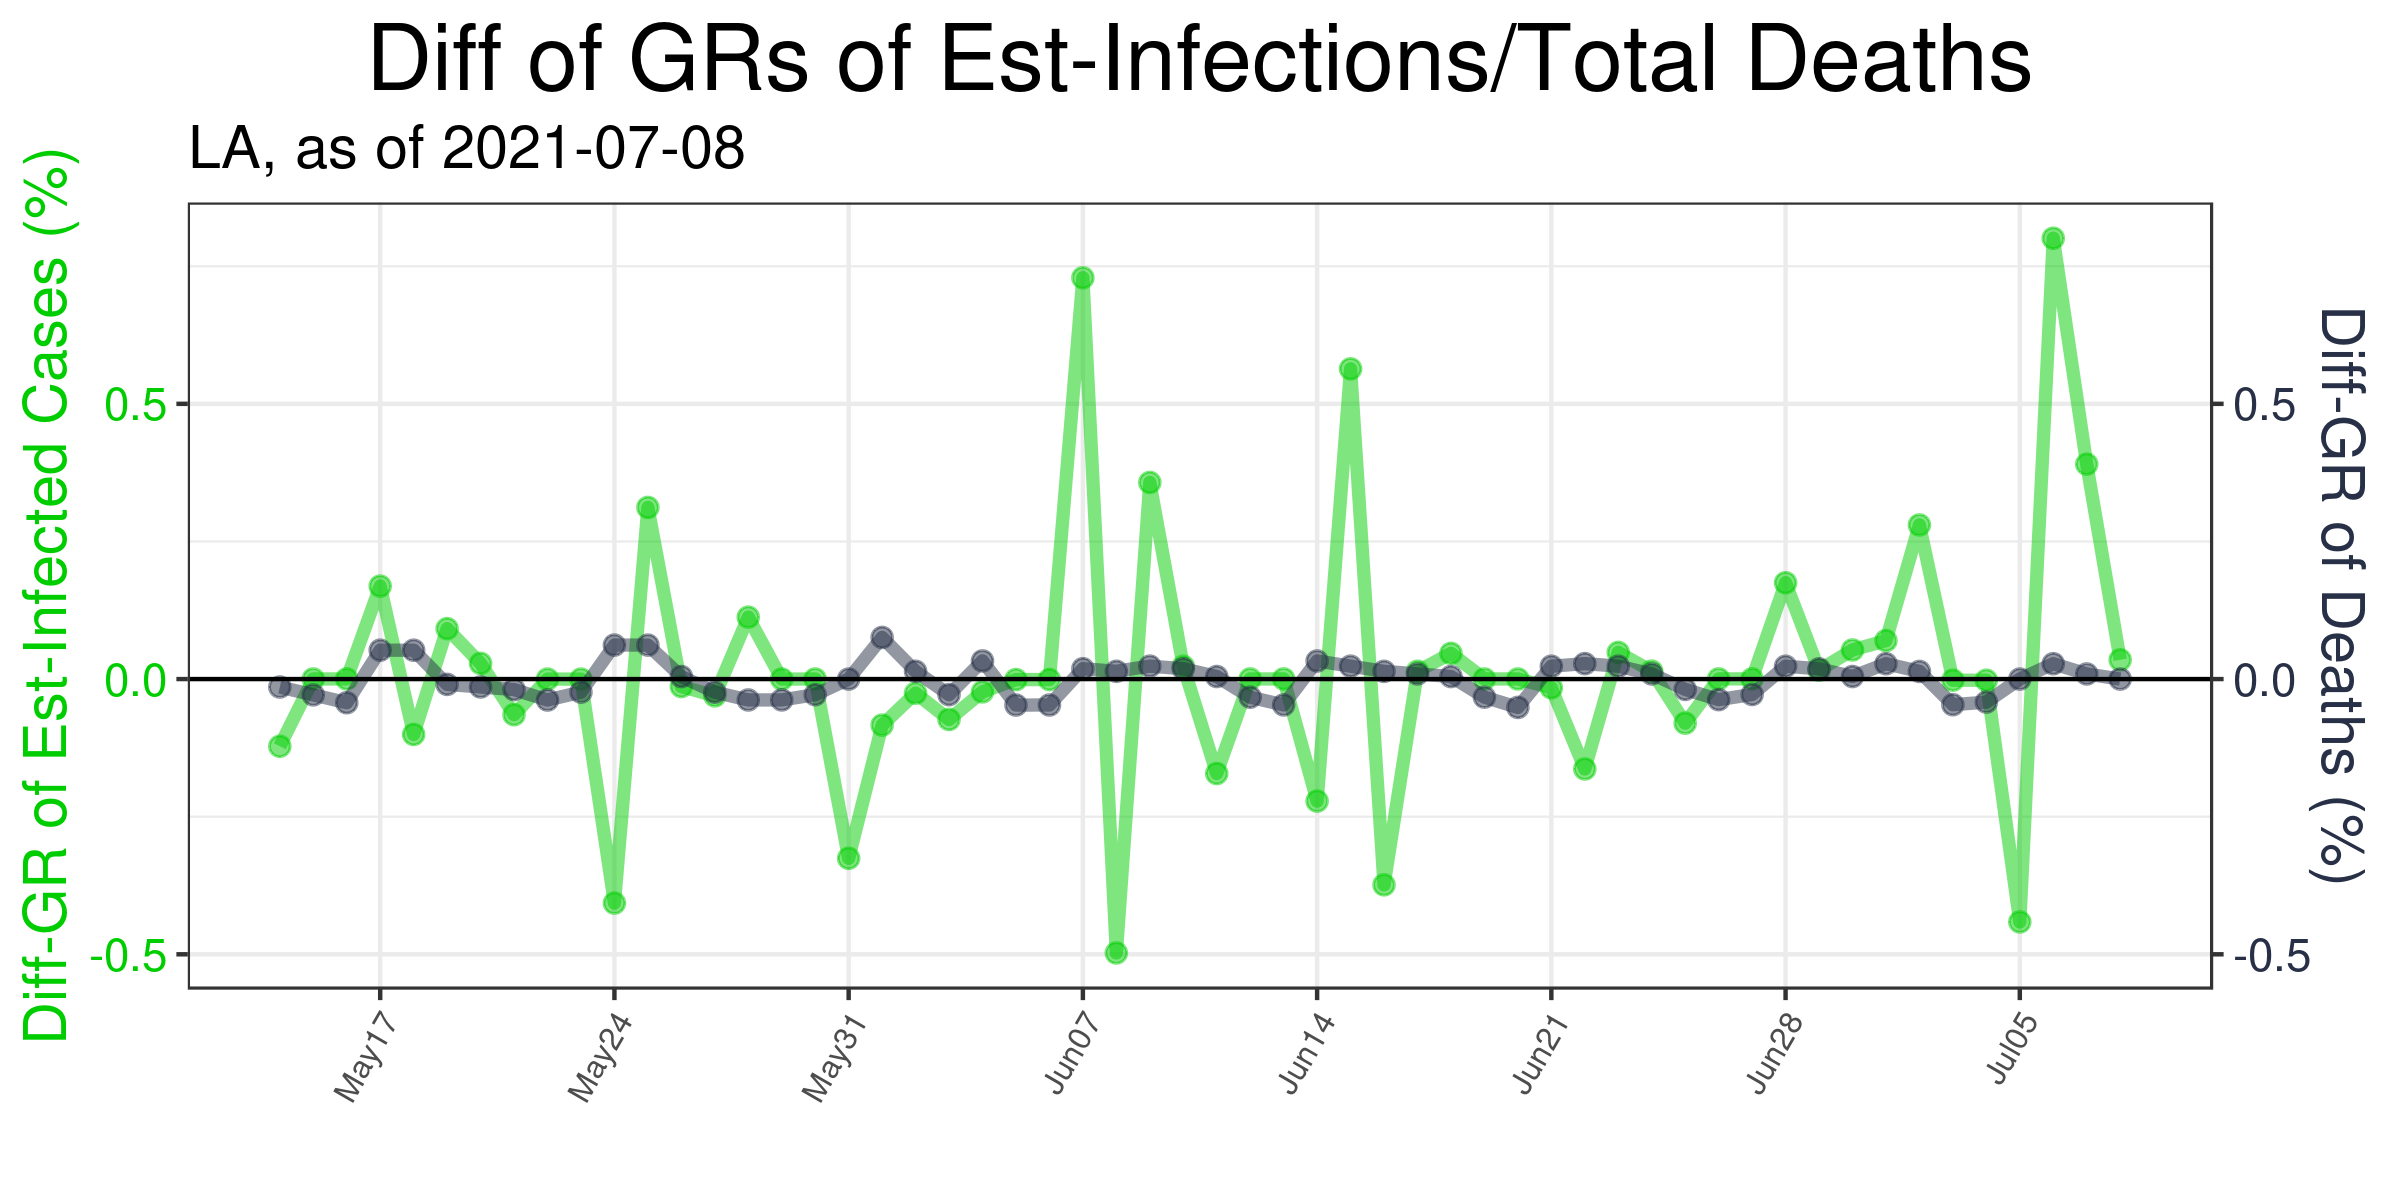 Diff of GRs of Est-Infections/Total Deaths
LA, as of 2021-07-08
Diff-GR of Est-Infected Cases (%)
0.5
0.0
-0.5
0.5
0.0
-0.5
Diff-GR of Deaths (%)
May17
May24
May31
Jun07
Jun14
Jun21
Jun28
Jul05